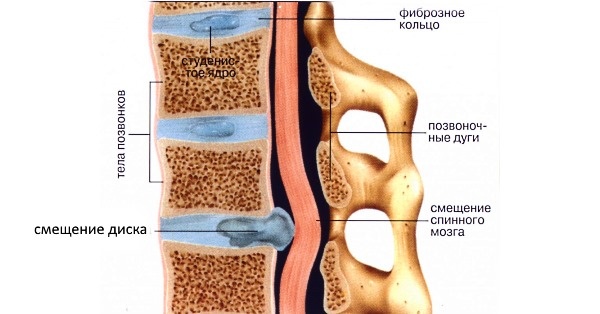 фиброзное
кольцо
студенис-
тое ядро
тела позвонков
позвоноч-
ные дуги
смещение
спинного
мозга
смещение диска